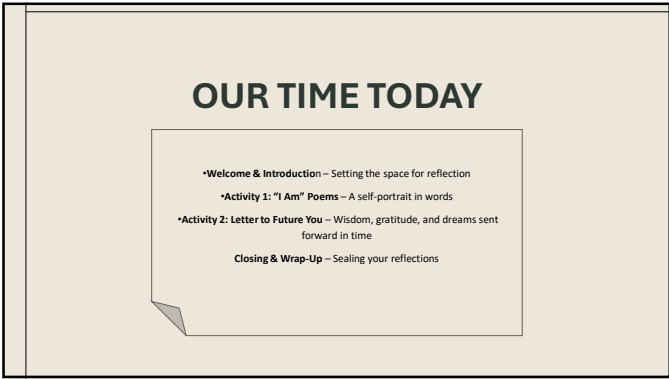 OUR TIME TODAY
•Welcome & Introduction – Setting the space for reflection
•Activity 1: “I Am” Poems – A self-portrait in words
•Activity 2: Letter to Future You – Wisdom, gratitude, and dreams sent
forward in time
Closing & Wrap-Up – Sealing your reflections